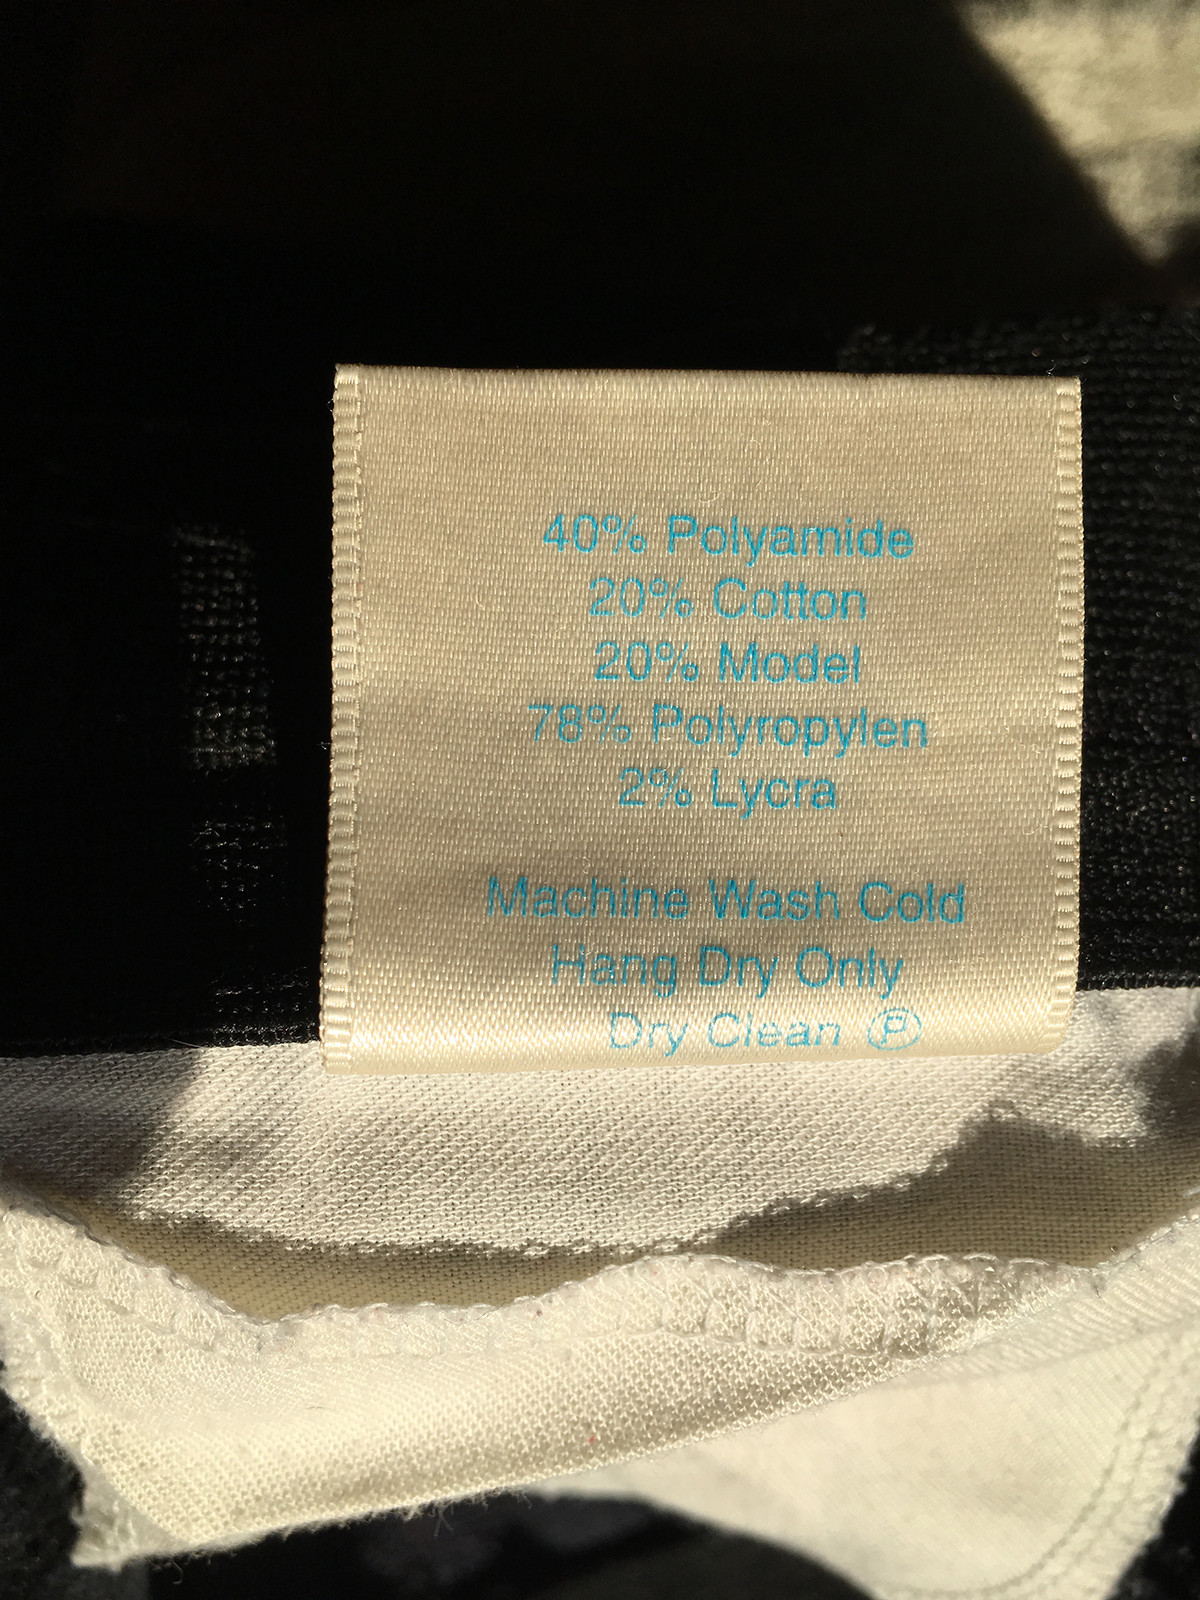 40% Polyamide
20% Cotton
20% Model
78% Polyropylen
2% Lycra
Machine Wash Cold
Hang Dry Only
Dry Clean Ⓟ